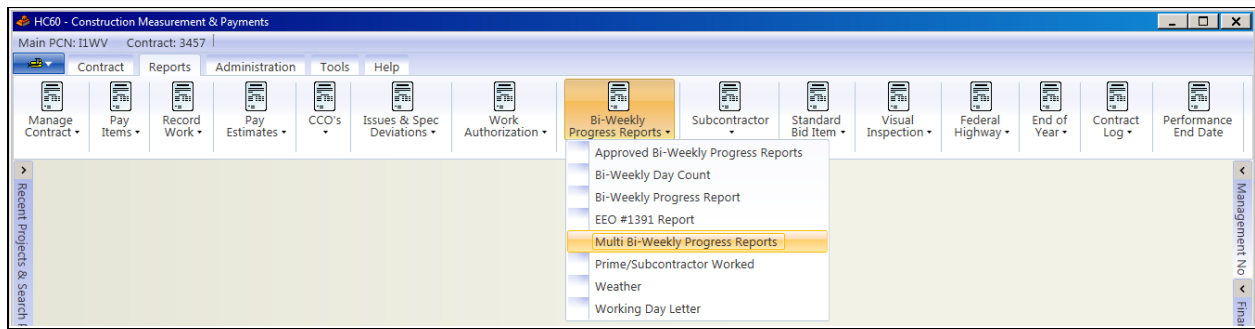 HC60 - Construction Measurement & Payments
Main PCN: I1WV Contract: 3457
Contract Reports Administration Tools Help
Manage Contract
Pay Items
Record Work
Pay Estimates
CCO's
Issues & Spec Deviations
Work Authorization
Bi-Weekly Progress Reports
Subcontractor
Standard Bid Item
Visual Inspection
Federal Highway
End of Year
Contract Log
Performance End Date
Approved Bi-Weekly Progress Reports
Bi-Weekly Day Count
Bi-Weekly Progress Report
EEO #1391 Report
Multi Bi-Weekly Progress Reports
Prime/Subcontractor Worked
Weather
Working Day Letter
Recent Projects & Search
Management No
Fina